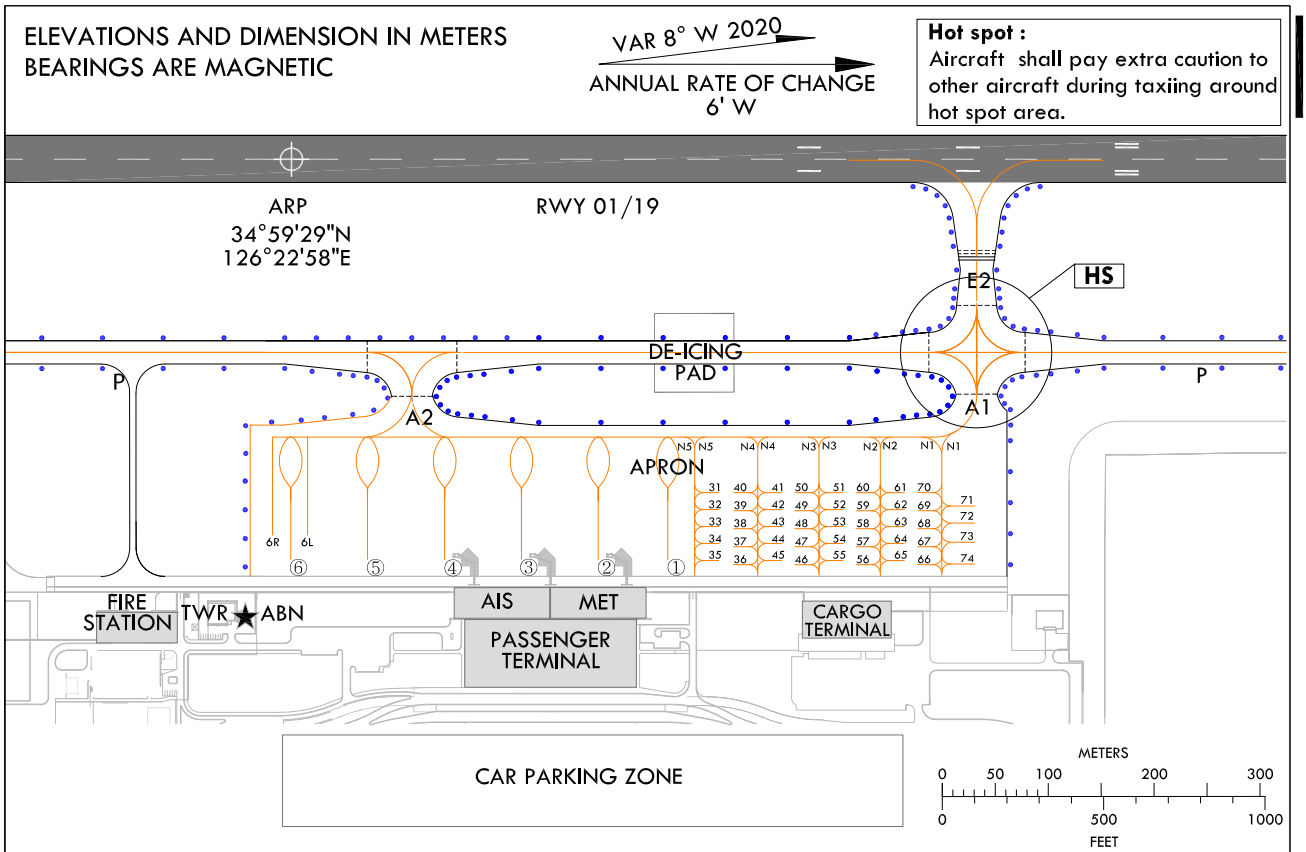 ELEVATIONS AND DIMENSION IN METERS
BEARINGS ARE MAGNETIC
VAR 8° W 2020
ANNUAL RATE OF CHANGE
6' W
Hot spot :
Aircraft shall pay extra caution to
other aircraft during taxiing around
hot spot area.
ARP
34°59'29"N
126°22'58"E
RWY 01/19
E2
HS
DE-ICING
PAD
P
P
A2
A1
APRON
N5 N5 N4 N4 N3 N3 N2 N2 N1 N1
31 40 41 50 51 60 61 70
71
32 39 42 49 52 59 62 69
72
33 38 43 48 53 58 63 68
73
34 37 44 47 54 57 64 67
35 36 45 46 55 56 65 66 74
6R 6L
⑥ ⑤ ④ ③ ② ①
FIRE
STATION
TWR ★ ABN
AIS
MET
PASSENGER
TERMINAL
CARGO
TERMINAL
CAR PARKING ZONE
METERS
0 50 100 200 300
0 500 1000
FEET